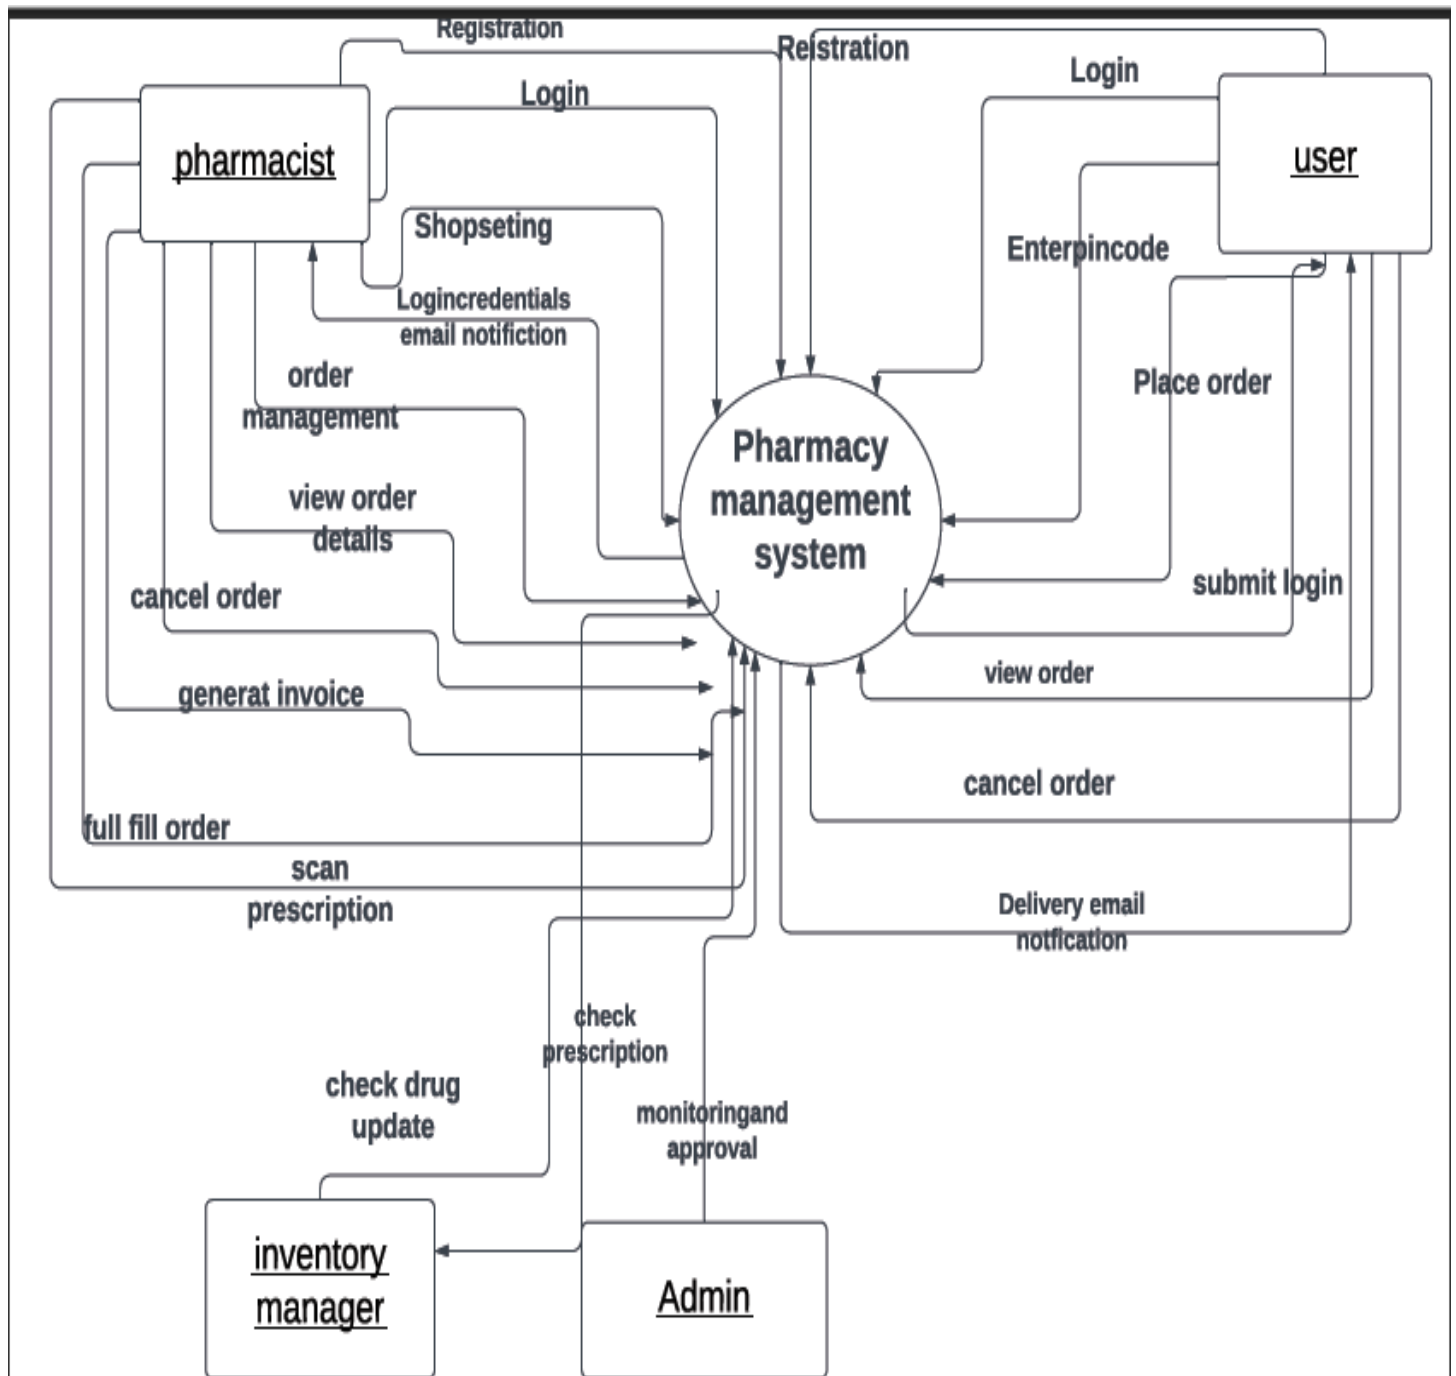 Registration
Reistration
Login
Login
pharmacist
user
Shopseting
Enterpincode
Logincredentials
email notifiction
order
management
Place order
Pharmacy
management
system
view order
details
cancel order
submit login
view order
generat invoice
cancel order
full fill order
scan
prescription
Delivery email
notfication
check
prescription
check drug
update
monitoringand
approval
inventory
manager
Admin